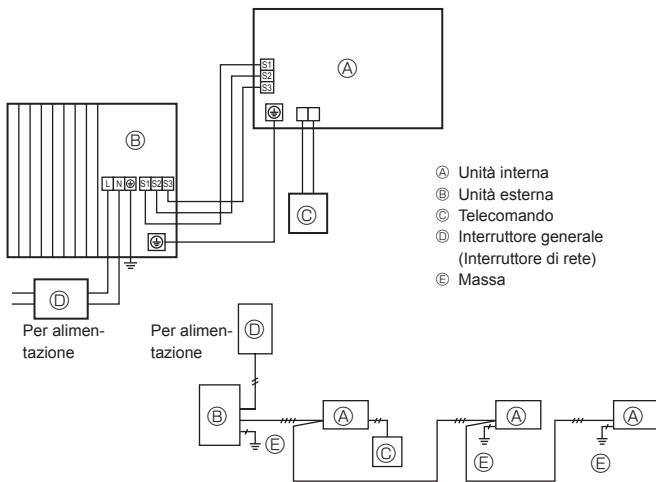 S1
S2
S3
Ⓐ
Ⓑ
L N S1 S2 S3
Ⓒ
Ⓐ Unità interna
Ⓑ Unità esterna
Ⓒ Telecomando
Ⓓ Interruttore generale
(Interruttore di rete)
Ⓔ Massa
Ⓓ
Per alimen-
tazione
Per alimen-
tazione
Ⓓ
Ⓑ
Ⓔ
Ⓐ
Ⓒ
Ⓐ
Ⓔ
Ⓐ
Ⓔ